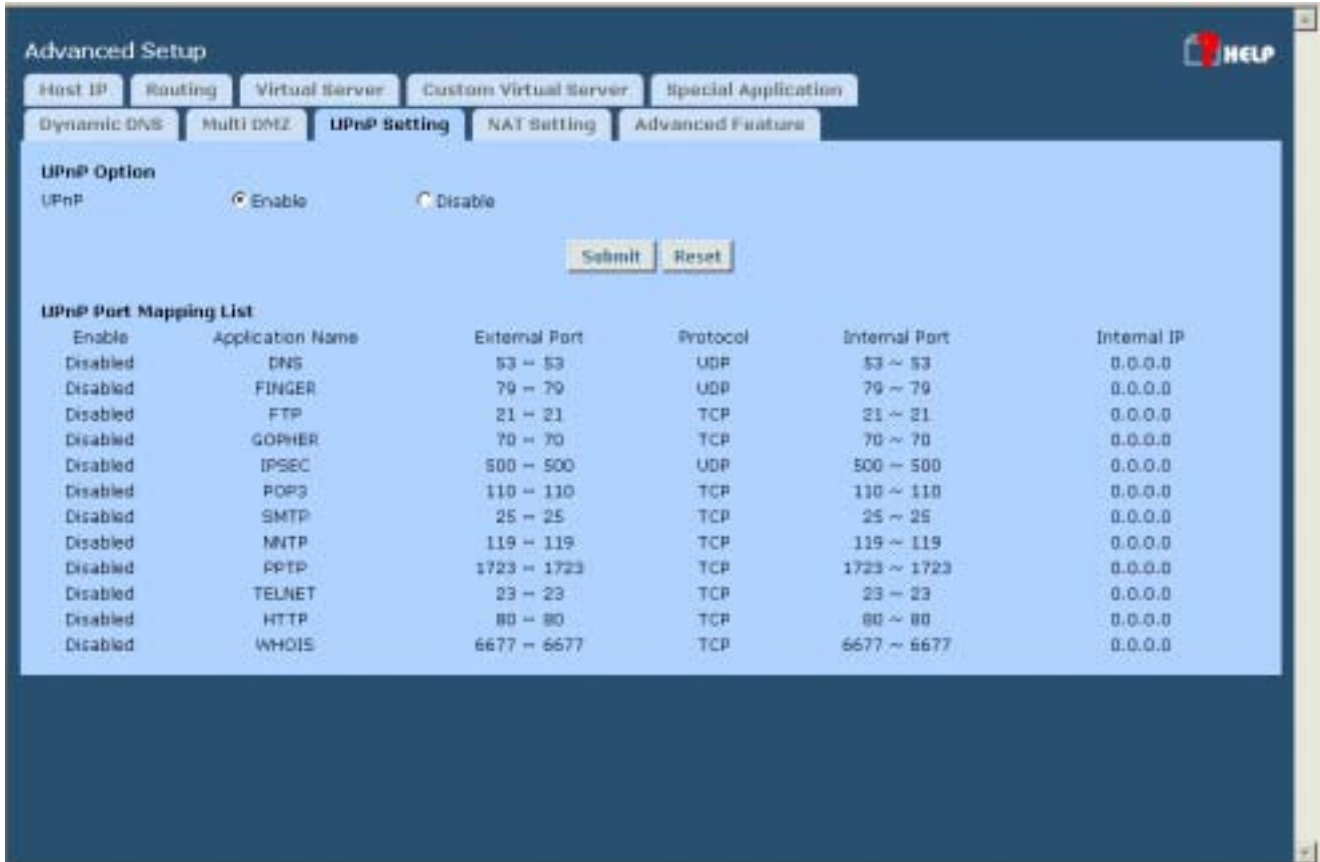 Advanced Setup
HELP
Host IP Routing Virtual Server Custom Virtual Server Special Application
Dynamic DNS Multi DMZ UPnP Setting NAT Setting Advanced Feature
UPnP Option
UPnP Enable Disable
Submit Reset
UPnP Port Mapping List
Enable Application Name External Port Protocol Internal Port Internal IP
Disabled DNS 53 ~ 53 UDP 53 ~ 53 0.0.0.0
Disabled FINGER 79 ~ 79 UDP 79 ~ 79 0.0.0.0
Disabled FTP 21 ~ 21 TCP 21 ~ 21 0.0.0.0
Disabled GOPHER 70 ~ 70 TCP 70 ~ 70 0.0.0.0
Disabled IPSEC 500 ~ 500 UDP 500 ~ 500 0.0.0.0
Disabled POP3 110 ~ 110 TCP 110 ~ 110 0.0.0.0
Disabled SMTP 25 ~ 25 TCP 25 ~ 25 0.0.0.0
Disabled NNTP 119 ~ 119 TCP 119 ~ 119 0.0.0.0
Disabled PPTP 1723 ~ 1723 TCP 1723 ~ 1723 0.0.0.0
Disabled TELNET 23 ~ 23 TCP 23 ~ 23 0.0.0.0
Disabled HTTP 80 ~ 80 TCP 80 ~ 80 0.0.0.0
Disabled WHOIS 6677 ~ 6677 TCP 6677 ~ 6677 0.0.0.0